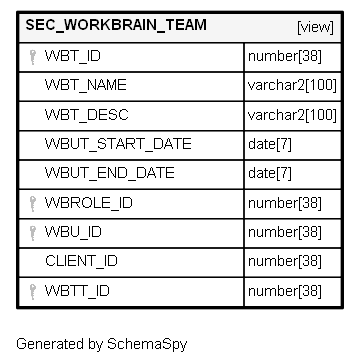 SEC_WORKBRAIN_TEAM [view]
WBT_ID number[38]
WBT_NAME varchar2[100]
WBT_DESC varchar2[100]
WBUT_START_DATE date[7]
WBUT_END_DATE date[7]
WBROLE_ID number[38]
WBU_ID number[38]
CLIENT_ID number[38]
WBTT_ID number[38]
Generated by SchemaSpy